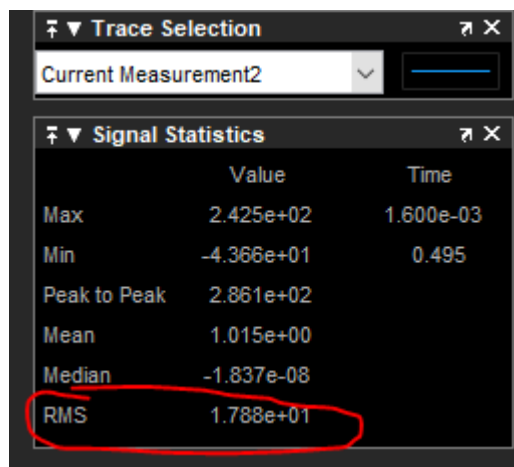 Trace Selection
Current Measurement2
Signal Statistics
Value Time
Max 2.425e+02 1.600e-03
Min -4.366e+01 0.495
Peak to Peak 2.861e+02
Mean 1.015e+00
Median -1.837e-08
RMS 1.788e+01